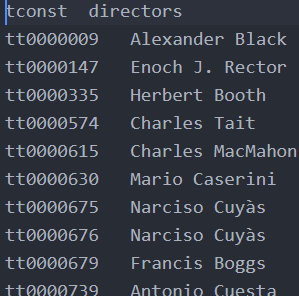 tconst directors
tt0000009 Alexander Black
tt0000147 Enoch J. Rector
tt0000335 Herbert Booth
tt0000574 Charles Tait
tt0000615 Charles MacMahon
tt0000630 Mario Caserini
tt0000675 Narciso Cuyàs
tt0000676 Narciso Cuyàs
tt0000679 Francis Boggs
tt0000739 Antonio Cuesta